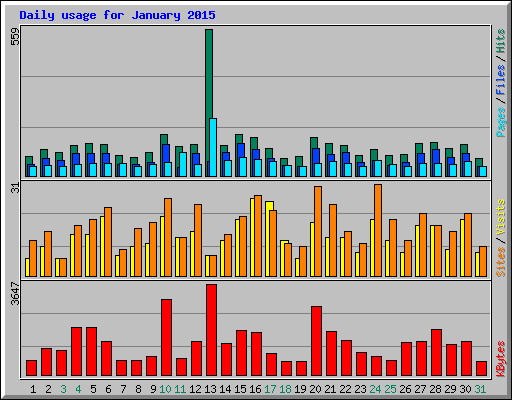 Daily usage for January 2015
559
Pages / Files / Hits
31
Sites / Visits
3647
KBytes
1 2 3 4 5 6 7 8 9 10 11 12 13 14 15 16 17 18 19 20 21 22 23 24 25 26 27 28 29 30 31